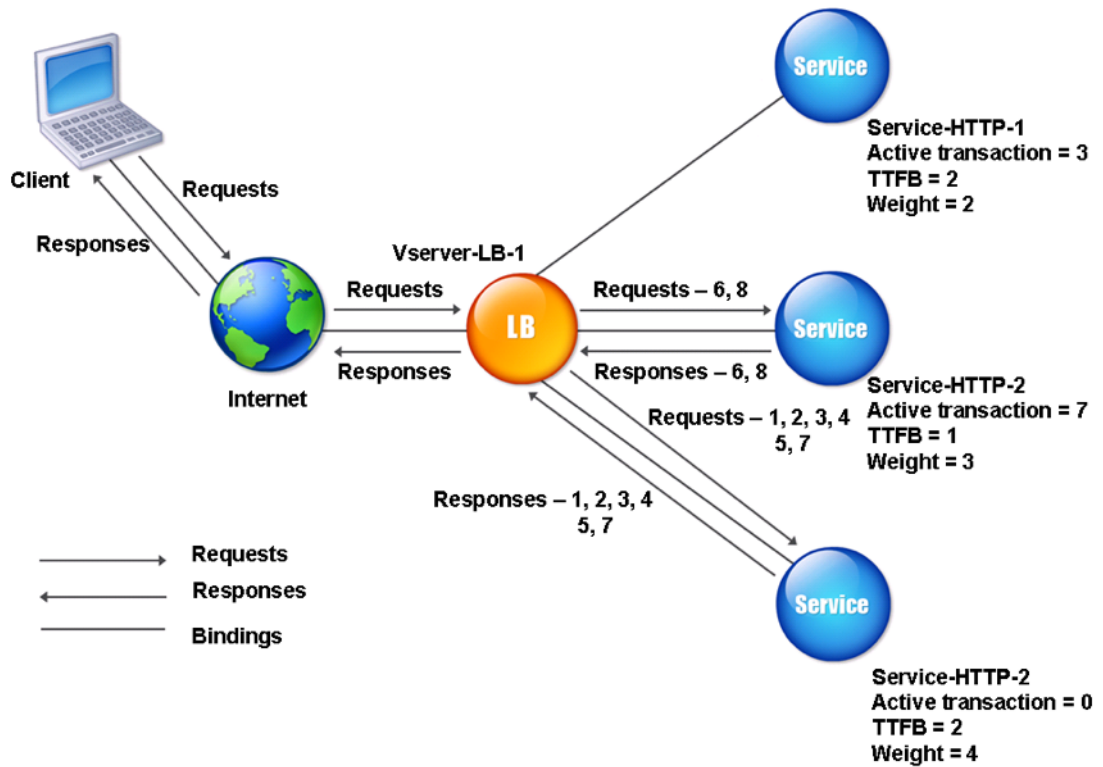 Service
Service-HTTP-1
Active transaction = 3
TTFB = 2
Weight = 2
Client
Requests
Responses
Vserver-LB-1
Requests
LB
Responses
Internet
Requests – 6, 8
Responses – 6, 8
Service
Service-HTTP-2
Active transaction = 7
TTFB = 1
Weight = 3
Requests – 1, 2, 3, 4
5, 7
Responses – 1, 2, 3, 4
5, 7
Requests
Responses
Bindings
Service
Service-HTTP-2
Active transaction = 0
TTFB = 2
Weight = 4